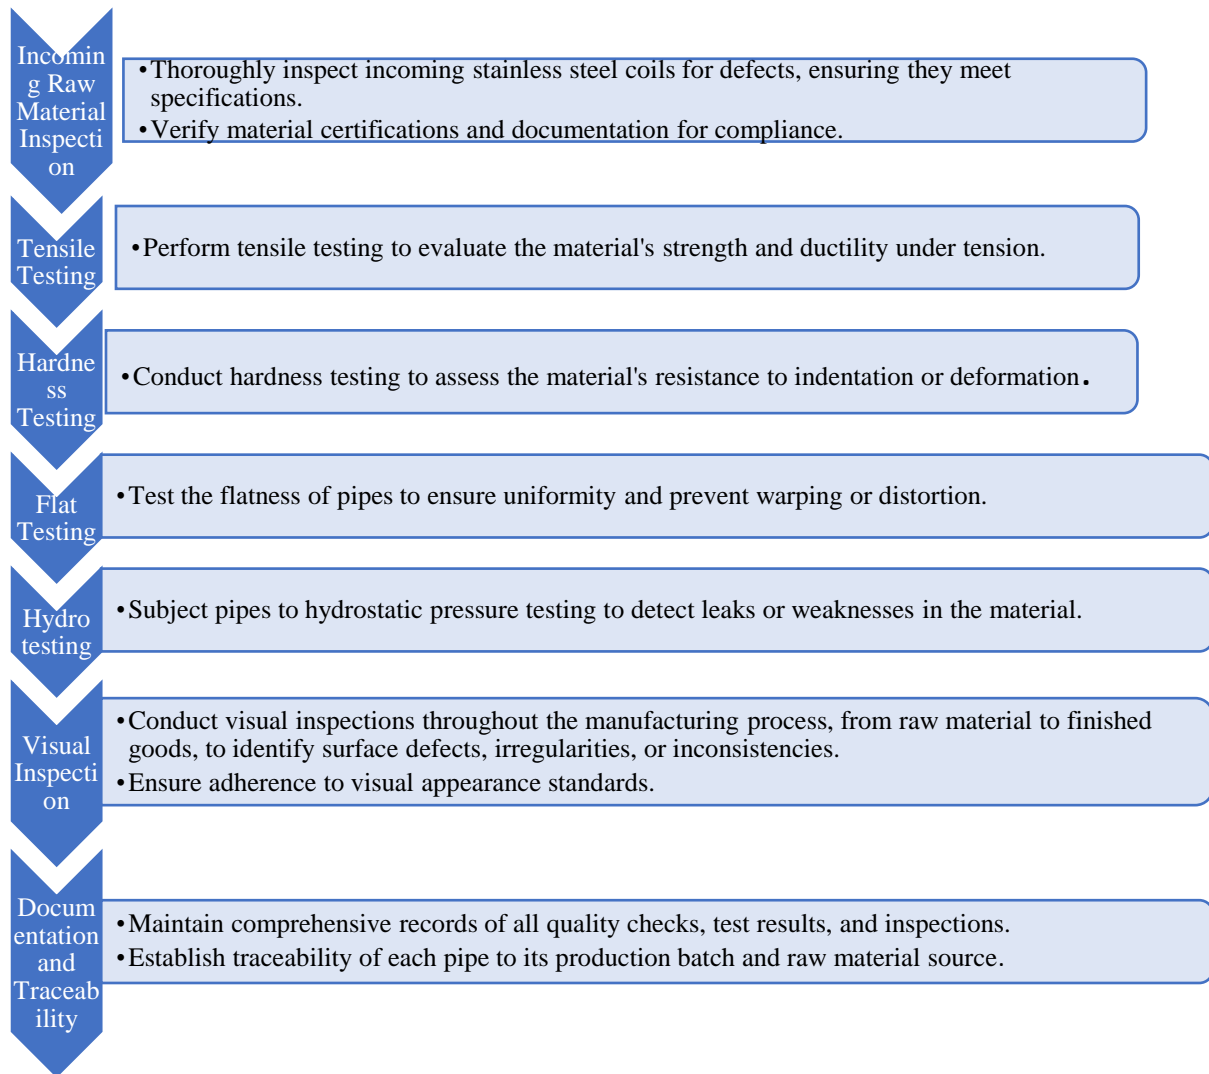 Incomin
g Raw
Material
Inspecti
on
•Thoroughly inspect incoming stainless steel coils for defects, ensuring they meet
specifications.
•Verify material certifications and documentation for compliance.
Tensile
Testing
•Perform tensile testing to evaluate the material's strength and ductility under tension.
Hardne
ss
Testing
•Conduct hardness testing to assess the material's resistance to indentation or deformation.
Flat
Testing
•Test the flatness of pipes to ensure uniformity and prevent warping or distortion.
Hydro
testing
•Subject pipes to hydrostatic pressure testing to detect leaks or weaknesses in the material.
Visual
Inspecti
on
•Conduct visual inspections throughout the manufacturing process, from raw material to finished
goods, to identify surface defects, irregularities, or inconsistencies.
•Ensure adherence to visual appearance standards.
Docum
entation
and
Traceab
ility
•Maintain comprehensive records of all quality checks, test results, and inspections.
•Establish traceability of each pipe to its production batch and raw material source.